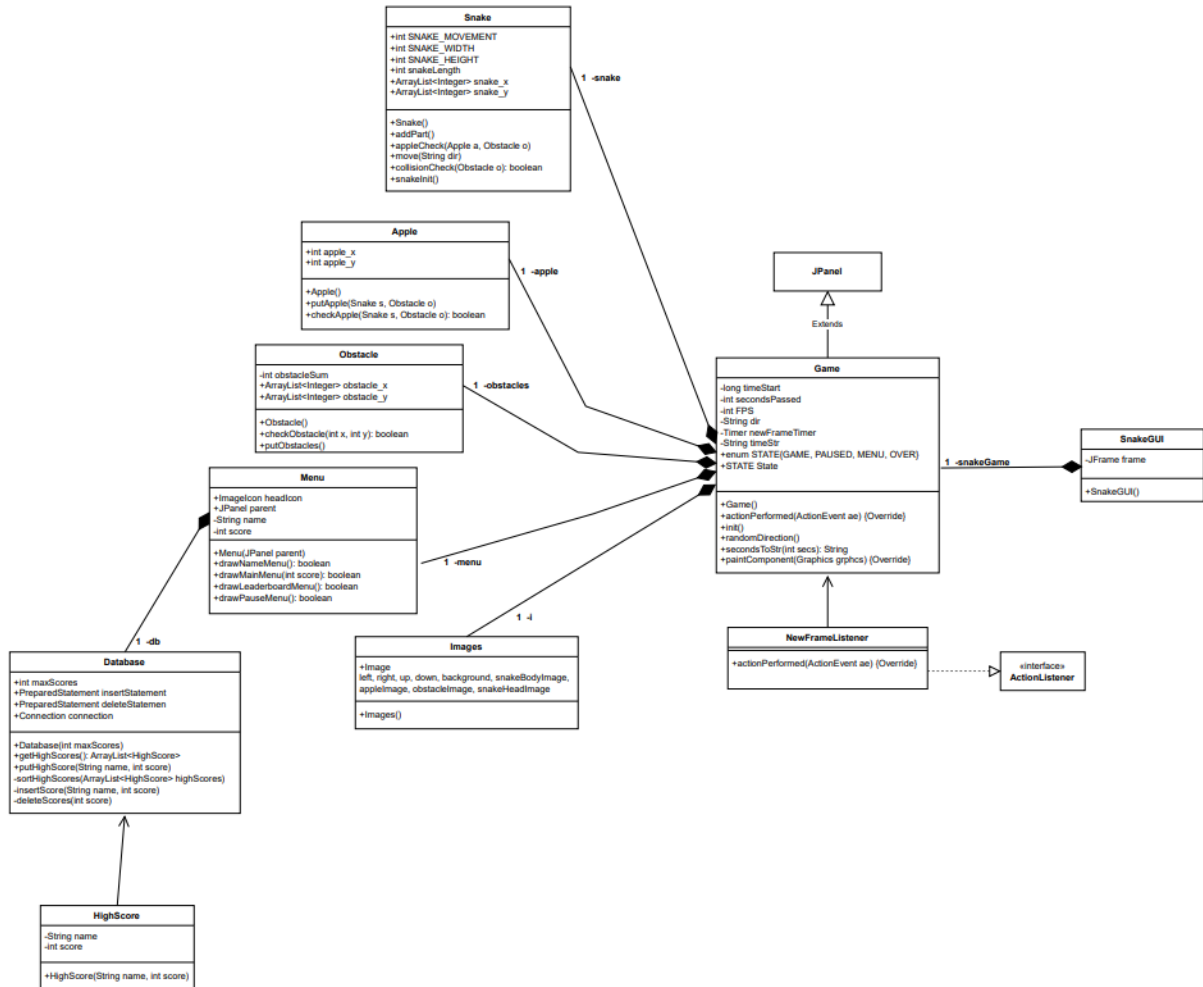 Snake
+int SNAKE_MOVEMENT
+int SNAKE_WIDTH
+int SNAKE_HEIGHT
+int snakeLength
+ArrayList<Integer> snake_x
+ArrayList<Integer> snake_y
+Snake()
+addPart()
+appleCheck(Apple a, Obstacle o)
+move(String dir)
+collisionCheck(Obstacle o): boolean
+snakeInit()
1 -snake
Apple
+int apple_x
+int apple_y
+Apple()
+putApple(Snake s, Obstacle o)
+checkApple(Snake s, Obstacle o): boolean
1 -apple
Obstacle
-int obstacleSum
+ArrayList<Integer> obstacle_x
+ArrayList<Integer> obstacle_y
+Obstacle()
+checkObstacle(int x, int y): boolean
+putObstacles()
1 -obstacles
Menu
+ImageIcon headIcon
+JPanel parent
-String name
-int score
+Menu(JPanel parent)
+drawNameMenu(): boolean
+drawMainMenu(int score): boolean
+drawLeaderboardMenu(): boolean
+drawPauseMenu(): boolean
1 -menu
1 -db
Database
+int maxScores
+PreparedStatement insertStatement
+PreparedStatement deleteStatemen
+Connection connection
+Database(int maxScores)
+getHighScores(): ArrayList<HighScore>
+putHighScore(String name, int score)
-sortHighScores(ArrayList<HighScore> highScores)
-insertScore(String name, int score)
-deleteScores(int score)
HighScore
-String name
-int score
+HighScore(String name, int score)
1 -i
Images
+Image
left, right, up, down, background, snakeBodyImage,
appleImage, obstacleImage, snakeHeadImage
+Images()
JPanel
Extends
Game
-long timeStart
-int secondsPassed
-int FPS
-String dir
-Timer newFrameTimer
-String timeStr
+enum STATE{GAME, PAUSED, MENU, OVER}
+STATE State
+Game()
+actionPerformed(ActionEvent ae) {Override}
+init()
+randomDirection()
+secondsToStr(int secs): String
+paintComponent(Graphics grphcs) {Override}
1 -snakeGame
SnakeGUI
-JFrame frame
+SnakeGUI()
NewFrameListener
+actionPerformed(ActionEvent ae) {Override}
«interface»
ActionListener